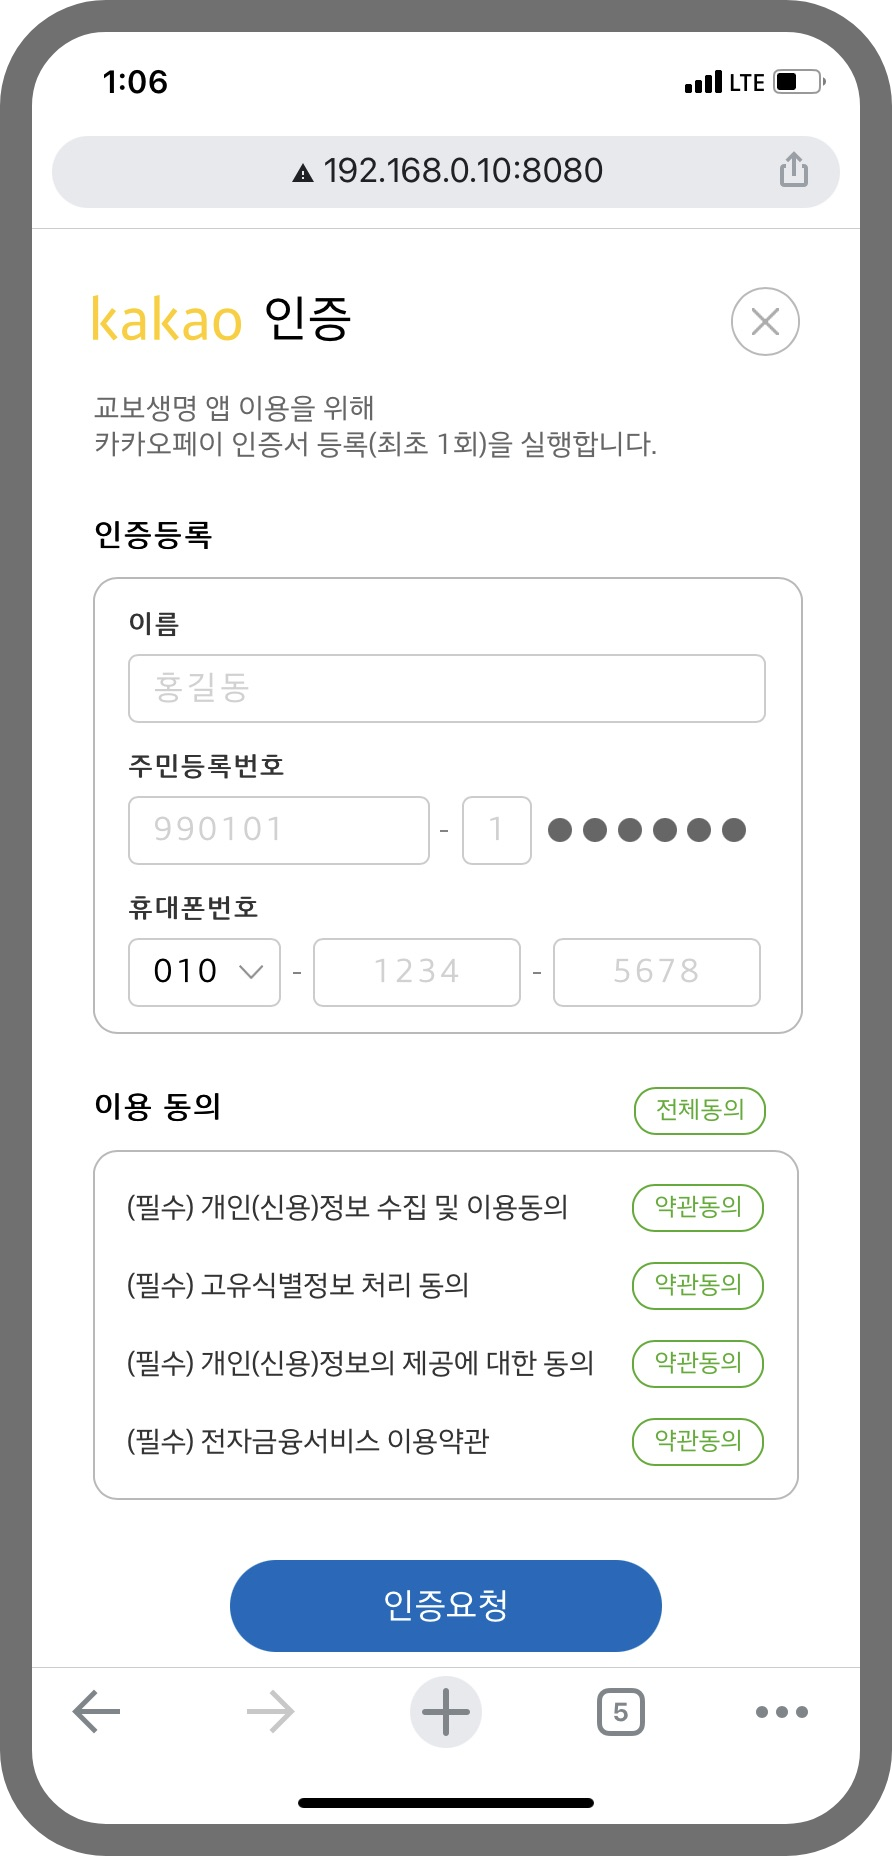 1:06
LTE
192.168.0.10:8080
kakao 인증
교보생명 앱 이용을 위해
카카오페이 인증서 등록(최초 1회)을 실행합니다.
인증등록
이름
홍길동
주민등록번호
990101 - 1 ●●●●●●
휴대폰번호
010 - 1234 - 5678
이용 동의 전체동의
(필수) 개인(신용)정보 수집 및 이용동의 약관동의
(필수) 고유식별정보 처리 동의 약관동의
(필수) 개인(신용)정보의 제공에 대한 동의 약관동의
(필수) 전자금융서비스 이용약관 약관동의
인증요청
5